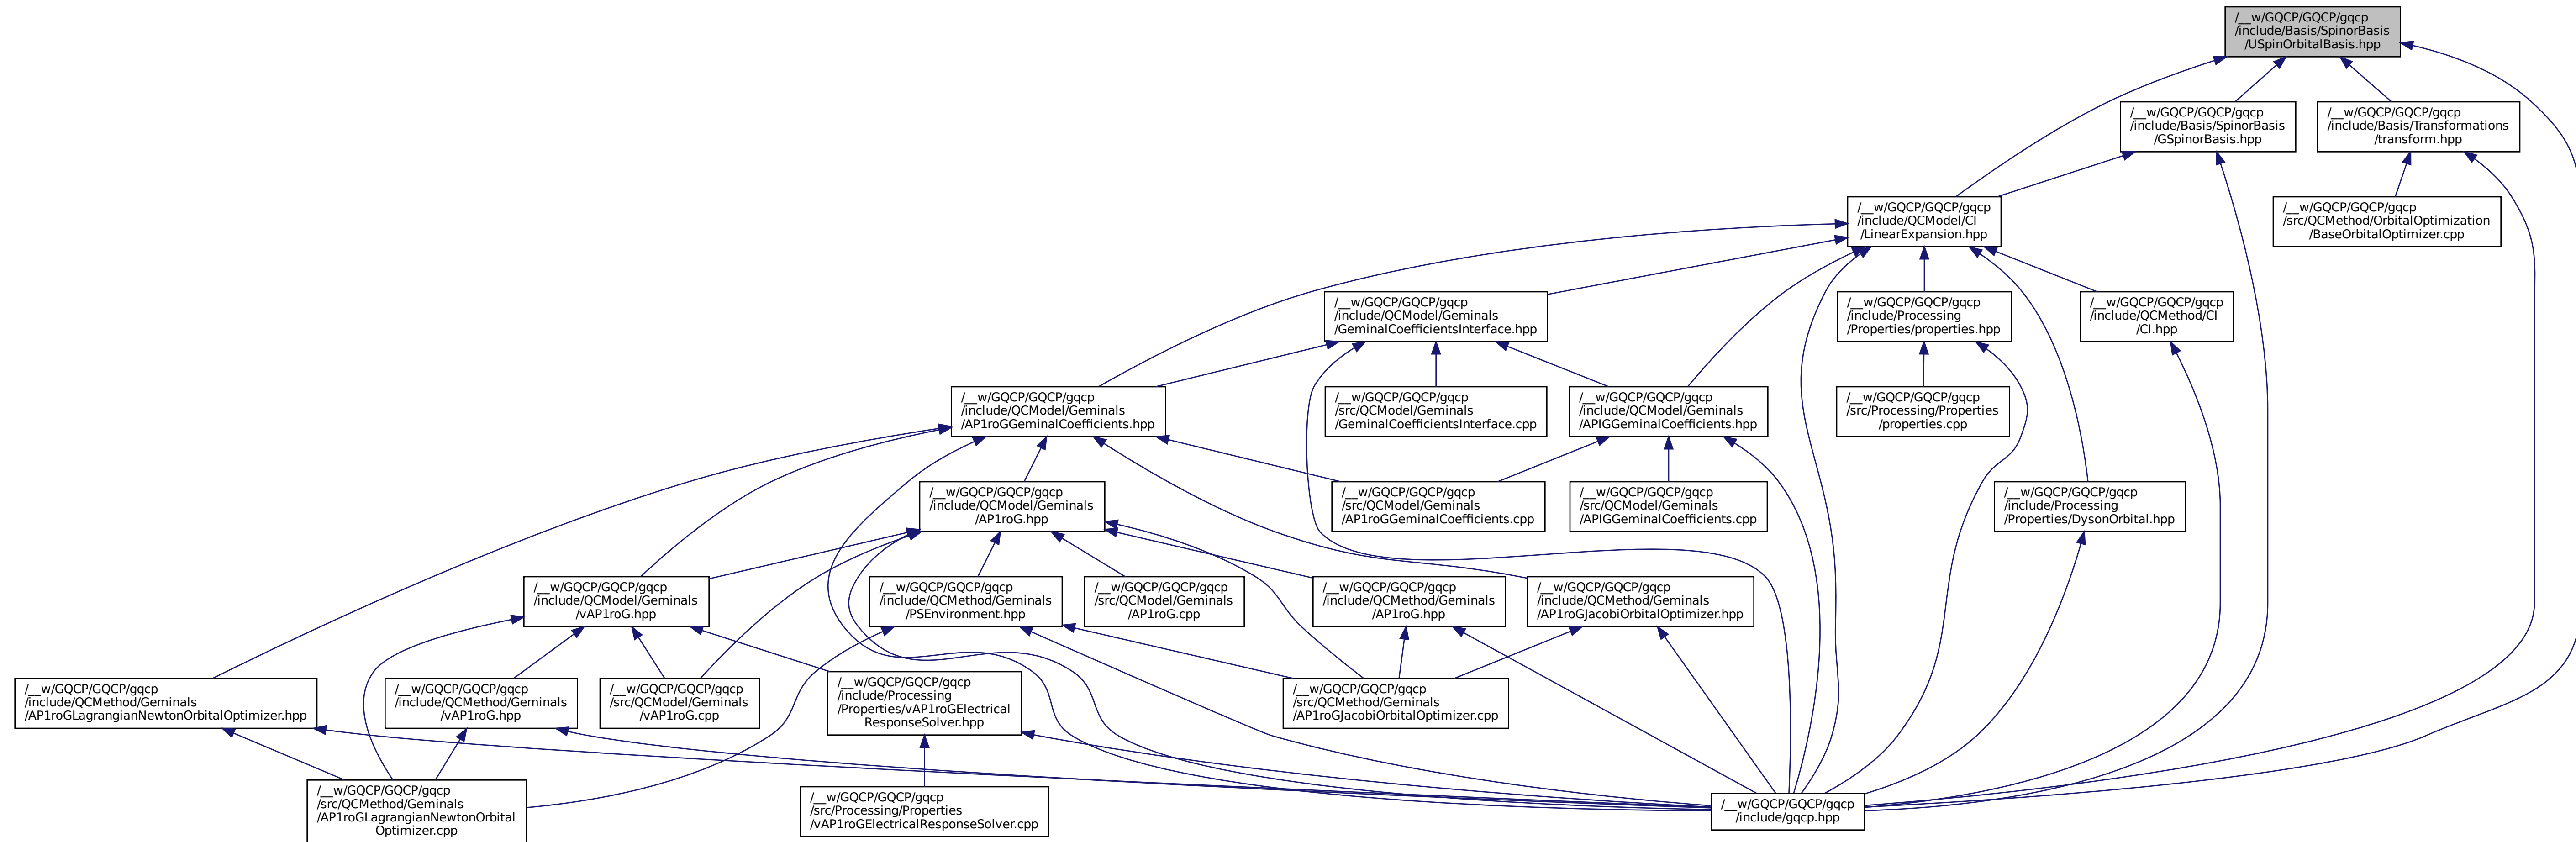 /__w/GQCP/GQCP/gqcp
/include/Basis/SpinorBasis
/USpinOrbitalBasis.hpp
/__w/GQCP/GQCP/gqcp
/include/Basis/SpinorBasis
/GSpinorBasis.hpp
/__w/GQCP/GQCP/gqcp
/include/Basis/Transformations
/transform.hpp
/__w/GQCP/GQCP/gqcp
/include/QCModel/CI
/LinearExpansion.hpp
/__w/GQCP/GQCP/gqcp
/src/QCMethod/OrbitalOptimization
/BaseOrbitalOptimizer.cpp
/__w/GQCP/GQCP/gqcp
/include/QCModel/Geminals
/GeminalCoefficientsInterface.hpp
/__w/GQCP/GQCP/gqcp
/include/Processing
/Properties/properties.hpp
/__w/GQCP/GQCP/gqcp
/include/QCMethod/CI
/CI.hpp
/__w/GQCP/GQCP/gqcp
/include/QCModel/Geminals
/AP1roGGeminalCoefficients.hpp
/__w/GQCP/GQCP/gqcp
/src/QCModel/Geminals
/GeminalCoefficientsInterface.cpp
/__w/GQCP/GQCP/gqcp
/include/QCModel/Geminals
/APIGGeminalCoefficients.hpp
/__w/GQCP/GQCP/gqcp
/src/Processing/Properties
/properties.cpp
/__w/GQCP/GQCP/gqcp
/include/QCModel/Geminals
/AP1roG.hpp
/__w/GQCP/GQCP/gqcp
/src/QCModel/Geminals
/AP1roGGeminalCoefficients.cpp
/__w/GQCP/GQCP/gqcp
/src/QCModel/Geminals
/APIGGeminalCoefficients.cpp
/__w/GQCP/GQCP/gqcp
/include/Processing
/Properties/DysonOrbital.hpp
/__w/GQCP/GQCP/gqcp
/include/QCModel/Geminals
/vAP1roG.hpp
/__w/GQCP/GQCP/gqcp
/include/QCMethod/Geminals
/PSEnvironment.hpp
/__w/GQCP/GQCP/gqcp
/src/QCModel/Geminals
/AP1roG.cpp
/__w/GQCP/GQCP/gqcp
/include/QCMethod/Geminals
/AP1roG.hpp
/__w/GQCP/GQCP/gqcp
/include/QCMethod/Geminals
/AP1roGJacobiOrbitalOptimizer.hpp
/__w/GQCP/GQCP/gqcp
/include/QCMethod/Geminals
/AP1roGLagrangianNewtonOrbitalOptimizer.hpp
/__w/GQCP/GQCP/gqcp
/include/QCMethod/Geminals
/vAP1roG.hpp
/__w/GQCP/GQCP/gqcp
/src/QCModel/Geminals
/vAP1roG.cpp
/__w/GQCP/GQCP/gqcp
/include/Processing
/Properties/vAP1roGElectrical
ResponseSolver.hpp
/__w/GQCP/GQCP/gqcp
/src/QCMethod/Geminals
/AP1roGJacobiOrbitalOptimizer.cpp
/__w/GQCP/GQCP/gqcp
/src/QCMethod/Geminals
/AP1roGLagrangianNewtonOrbital
Optimizer.cpp
/__w/GQCP/GQCP/gqcp
/src/Processing/Properties
/vAP1roGElectricalResponseSolver.cpp
/__w/GQCP/GQCP/gqcp
/include/gqcp.hpp